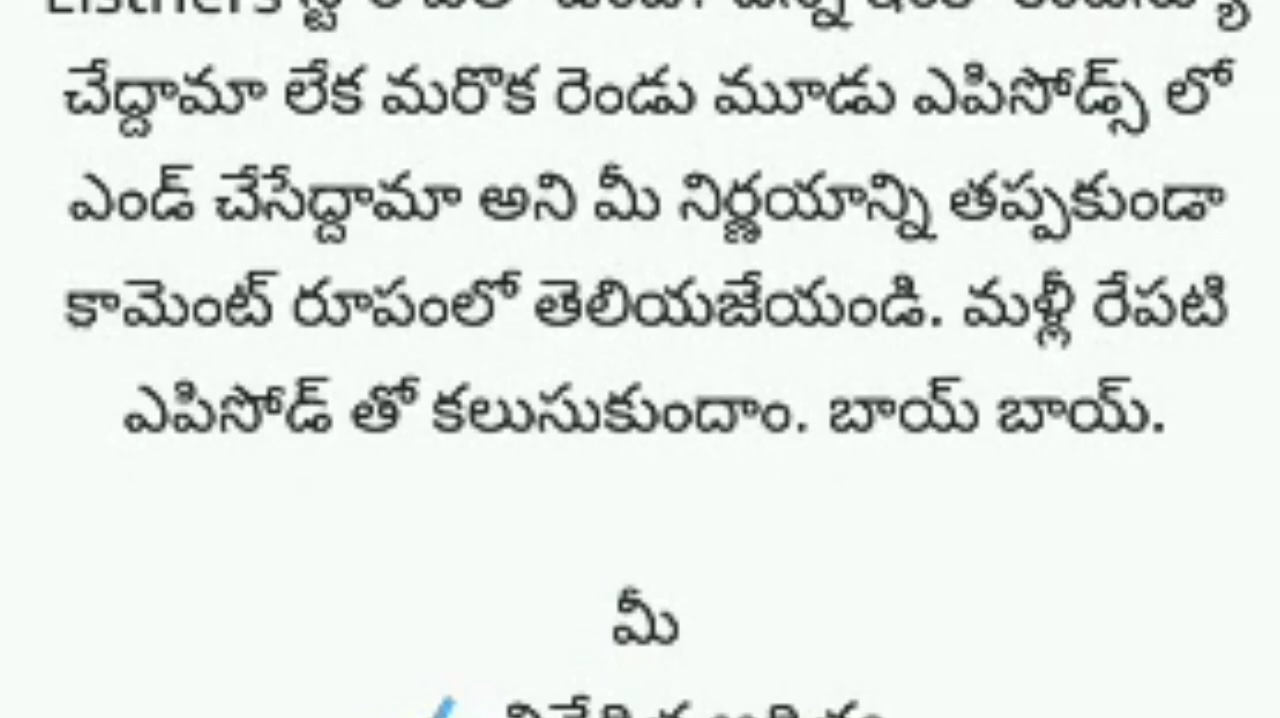 చేద్దామా లేక మరొక రెండు మూడు ఎపిసోడ్స్ లో
ఎండ్ చేసేద్దామా అని మీ నిర్ణయాన్ని తప్పకుండా
కామెంట్ రూపంలో తెలియజేయండి. మళ్లీ రేపటి
ఎపిసోడ్ తో కలుసుకుందాం. బాయ్ బాయ్.
మీ